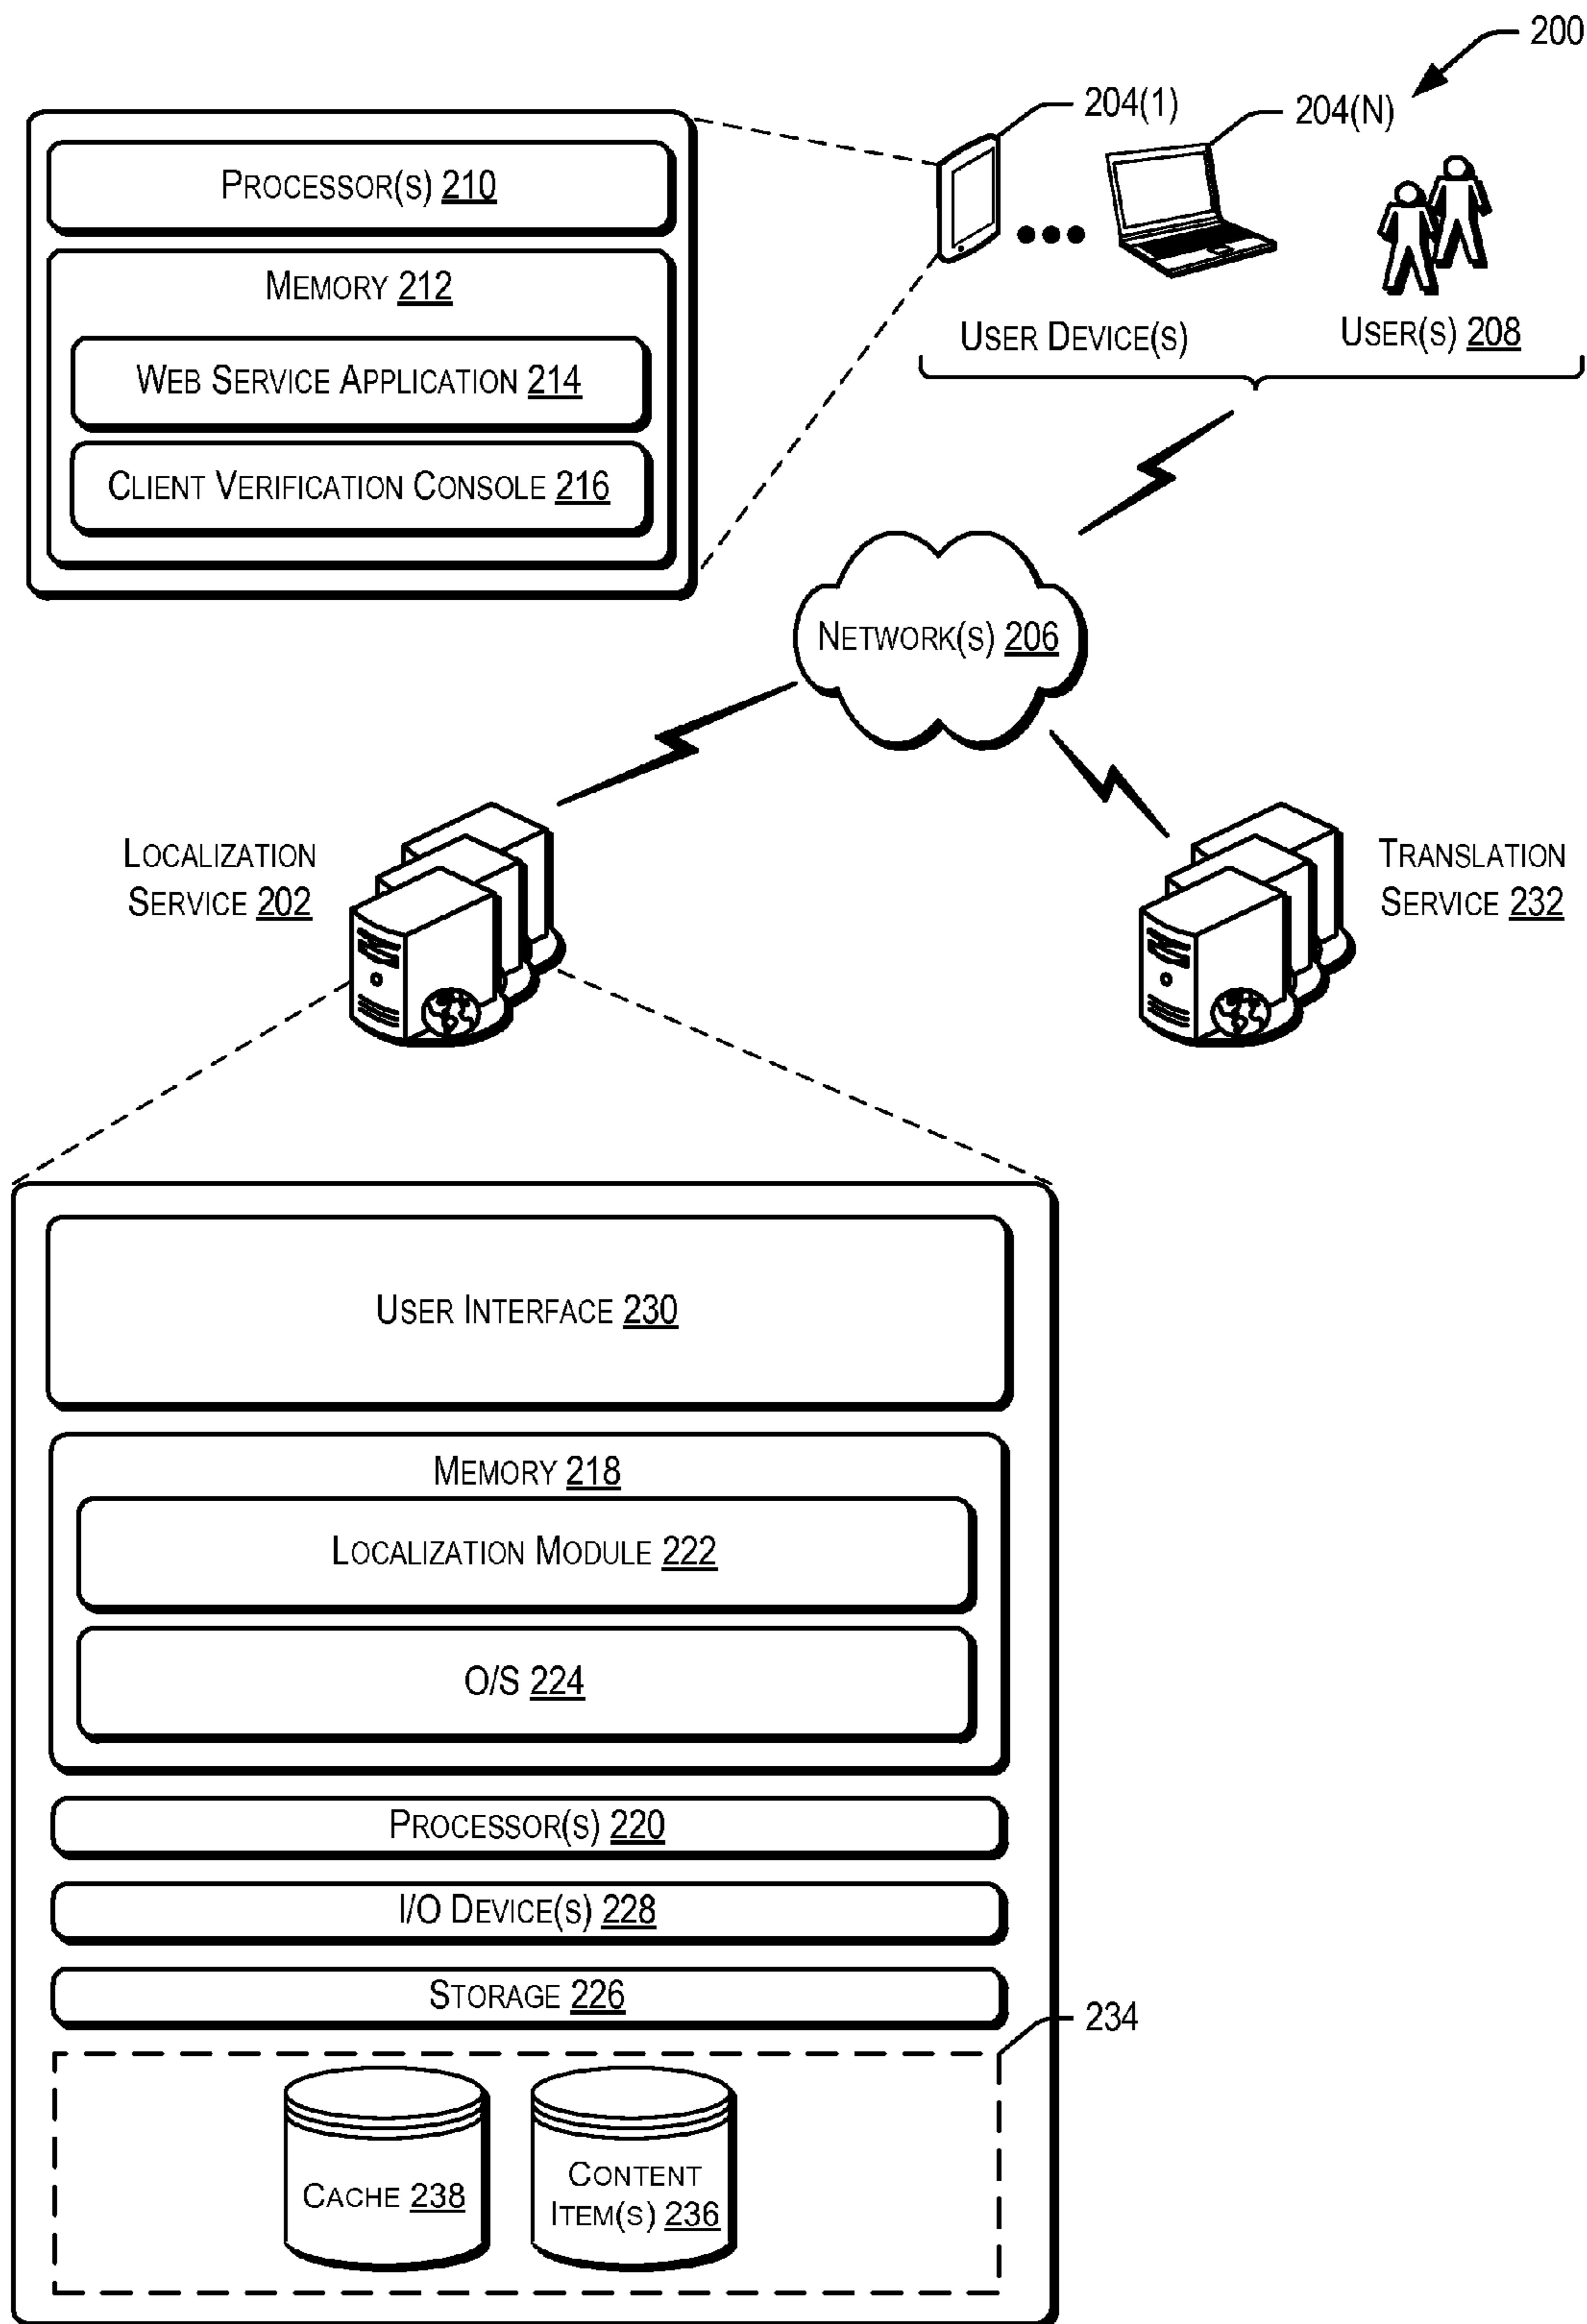 200
204(1)
204(N)
PROCESSOR(S) 210
MEMORY 212
WEB SERVICE APPLICATION 214
CLIENT VERIFICATION CONSOLE 216
USER DEVICE(S)
USER(S) 208
NETWORK(S) 206
LOCALIZATION
SERVICE 202
TRANSLATION
SERVICE 232
USER INTERFACE 230
MEMORY 218
LOCALIZATION MODULE 222
O/S 224
PROCESSOR(S) 220
I/O DEVICE(S) 228
STORAGE 226
234
CACHE 238
CONTENT
ITEM(S) 236